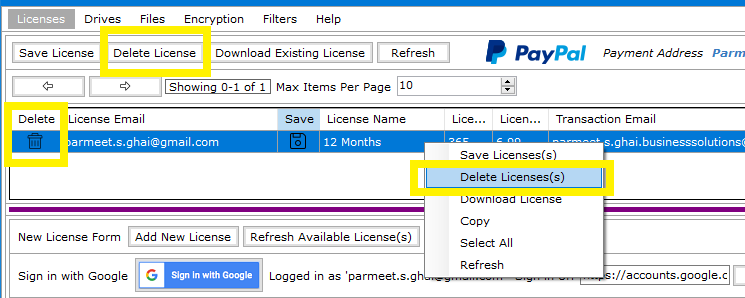 Licenses Drives Files Encryption Filters Help
Save License Delete License Download Existing License Refresh PayPal Payment Address Parm
Showing 0-1 of 1 Max Items Per Page 10
Delete License Email Save License Name Lice... Licen... Transaction Email
parmeet.s.ghai@gmail.com 12 Months 365 6.99 parmeet.s.ghai.businesssolutions@
Save Licenses(s)
Delete Licenses(s)
Download License
Copy
Select All
Refresh
New License Form Add New License Refresh Available License(s)
Sign in with Google G Sign in with Google Logged in as 'parmeet.s.ghai@gmail.com' https://accounts.google.c